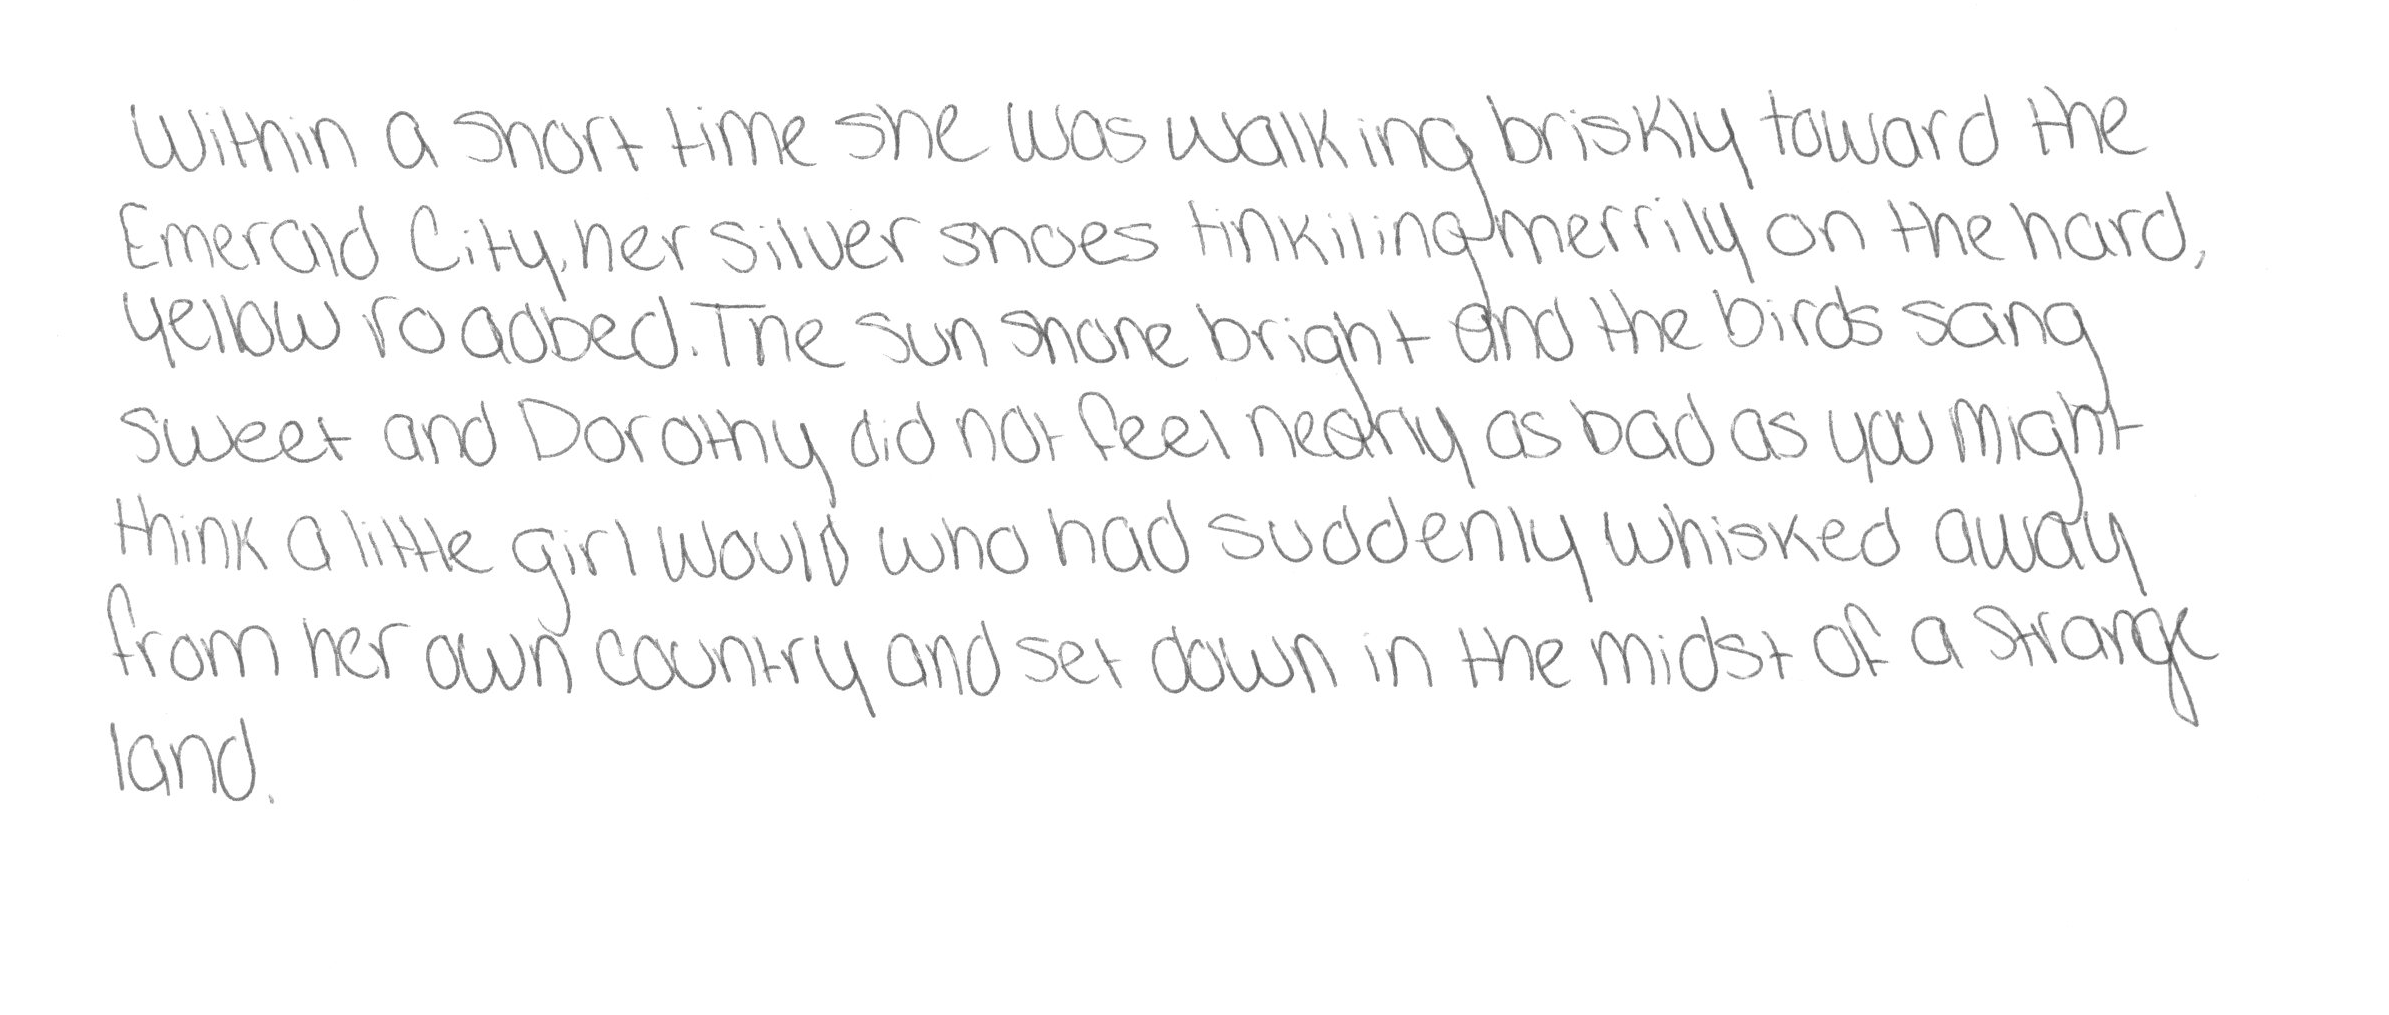 Within a short time she was walking briskly toward the
Emerald City, her silver shoes tinkiling merrily on the hard,
yellow roadbed. The sun shone bright and the birds sang
sweet and Dorothy did not feel nearly as bad as you might
think a little girl would who had suddenly whisked away
from her own country and set down in the midst of a strange
land.